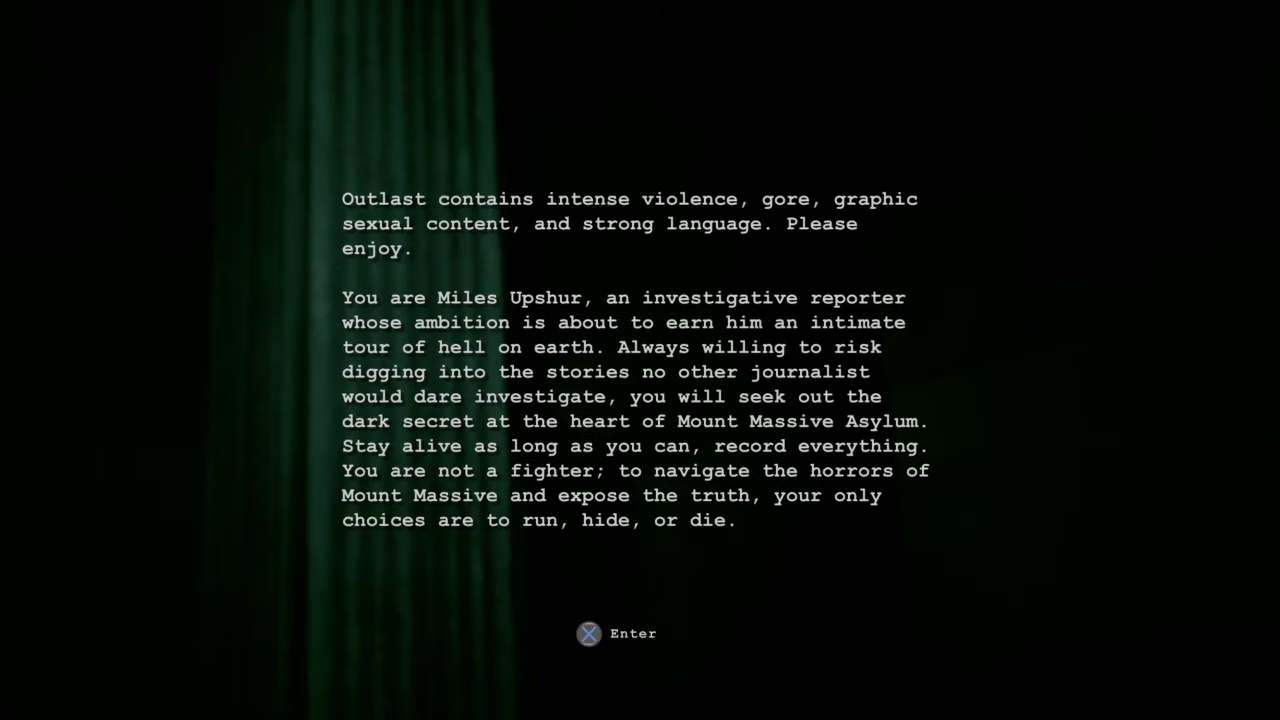 Outlast contains intense violence, gore, graphic
sexual content, and strong language. Please
enjoy.
You are Miles Upshur, an investigative reporter
whose ambition is about to earn him an intimate
tour of hell on earth. Always willing to risk
digging into the stories no other journalist
would dare investigate, you will seek out the
dark secret at the heart of Mount Massive Asylum.
Stay alive as long as you can, record everything.
You are not a fighter; to navigate the horrors of
Mount Massive and expose the truth, your only
choices are to run, hide, or die.
Enter